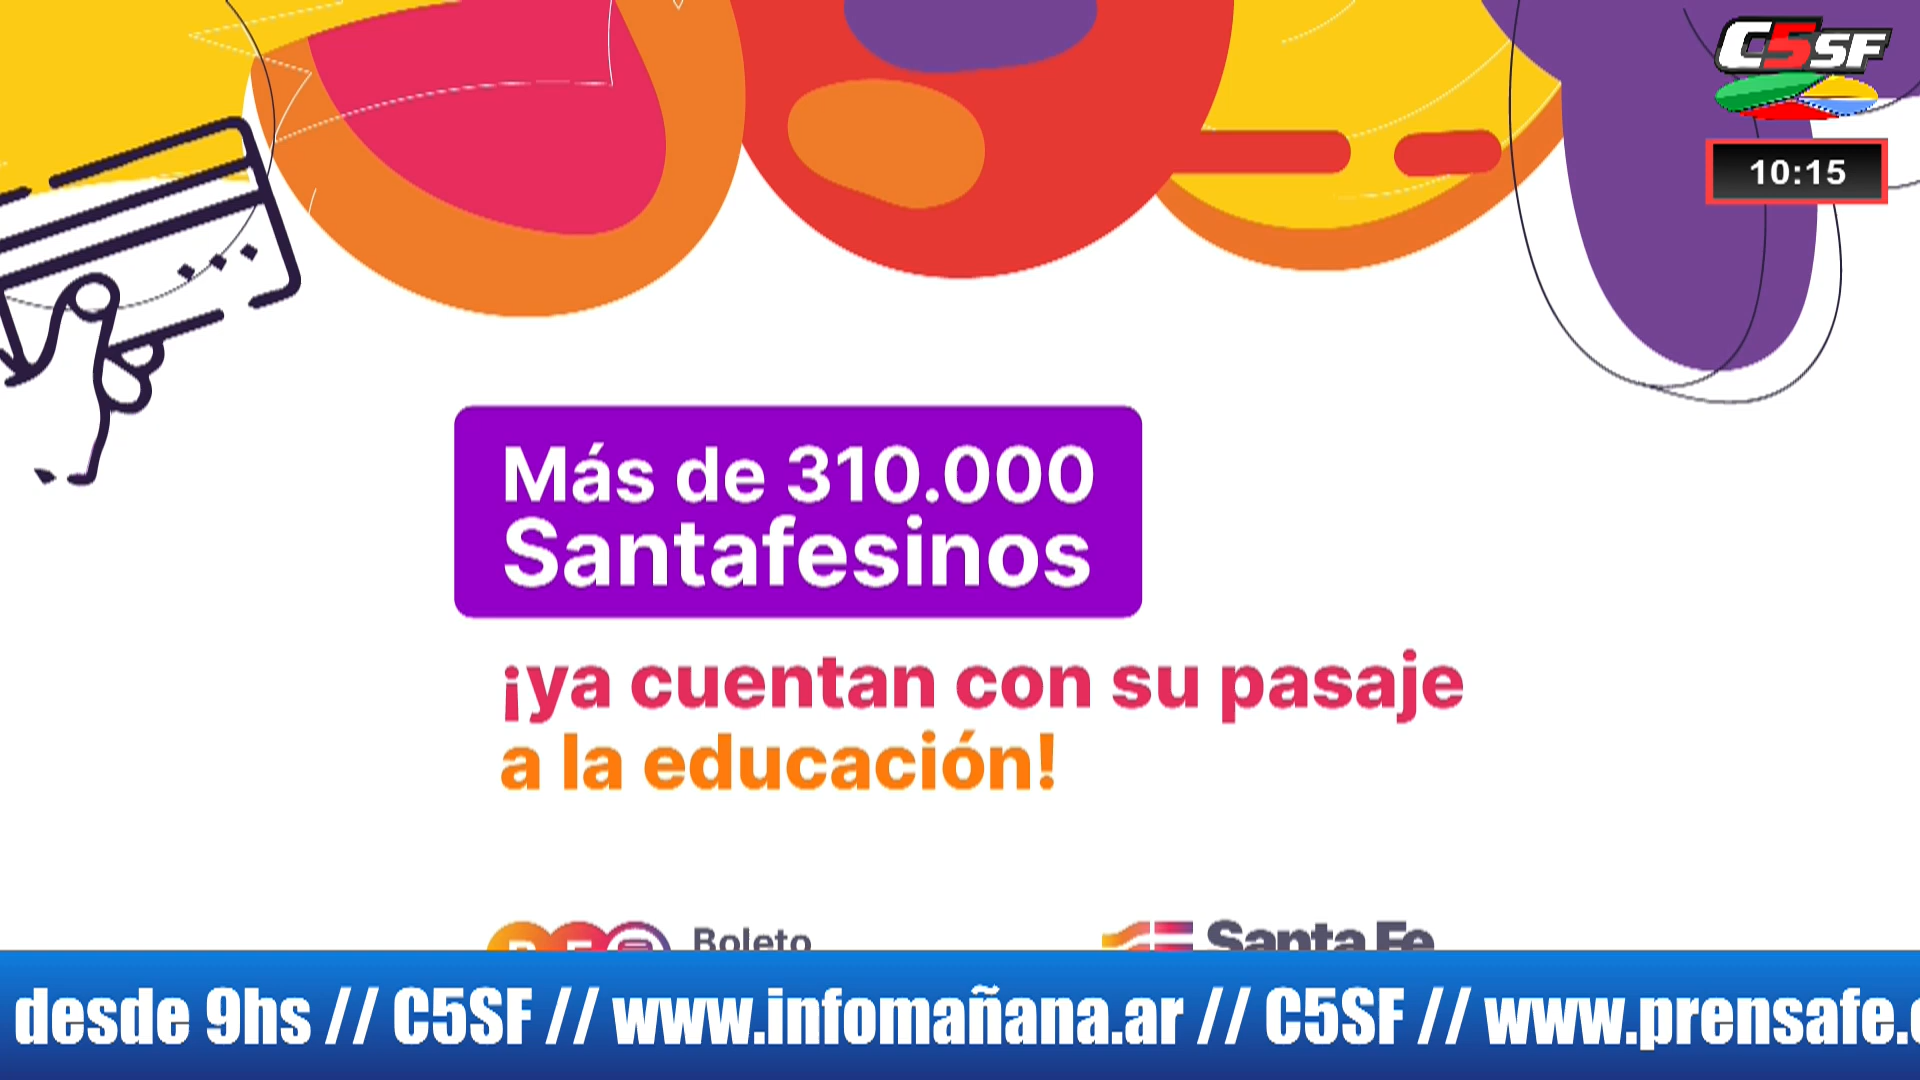 C5SF
10:15
Más de 310.000
Santafesinos
¡ya cuentan con su pasaje
a la educación!
Boleto
Santa Fe
desde 9hs // C5SF // www.infomañana.ar // C5SF // www.prensafe.